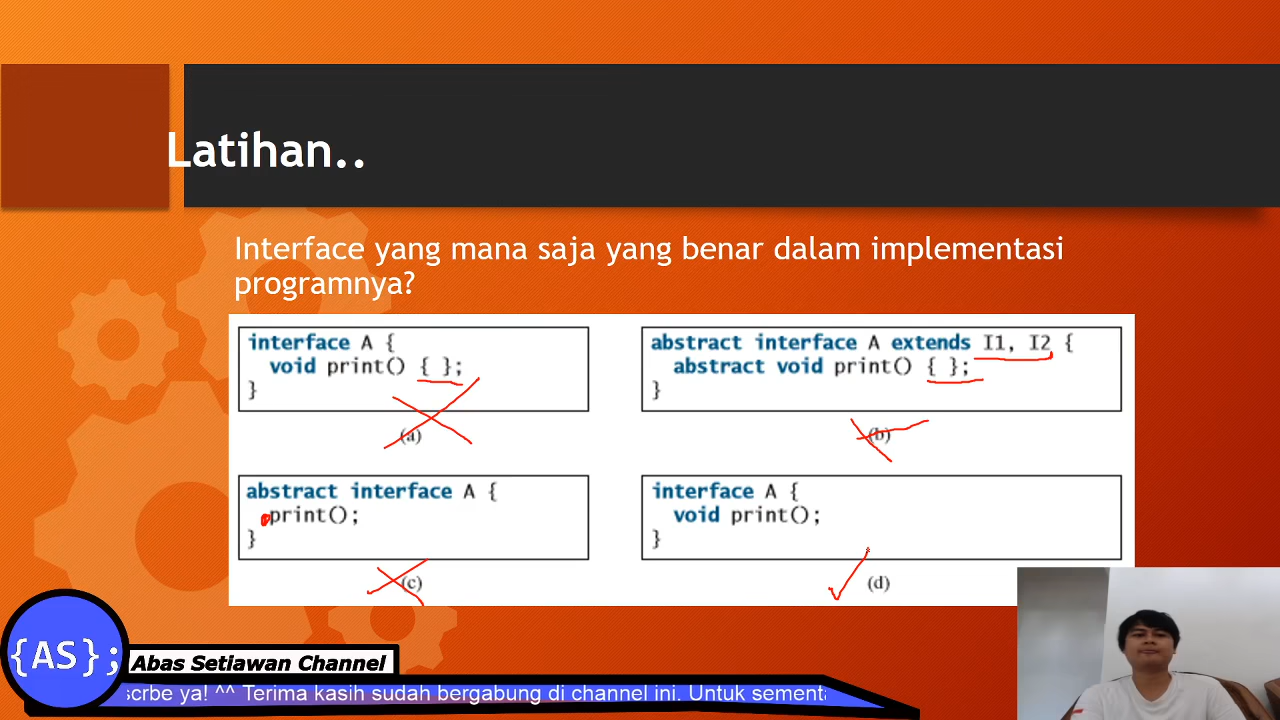 Latihan..
Interface yang mana saja yang benar dalam implementasi
programnya?
interface A {
void print() { };
}
(a)
abstract interface A extends I1, I2 {
abstract void print() { };
}
(b)
abstract interface A {
print();
}
(c)
interface A {
void print();
}
(d)
{AS};
Abas Setiawan Channel
ya! ^^ Terima kasih sudah bergabung di channel ini. Untuk